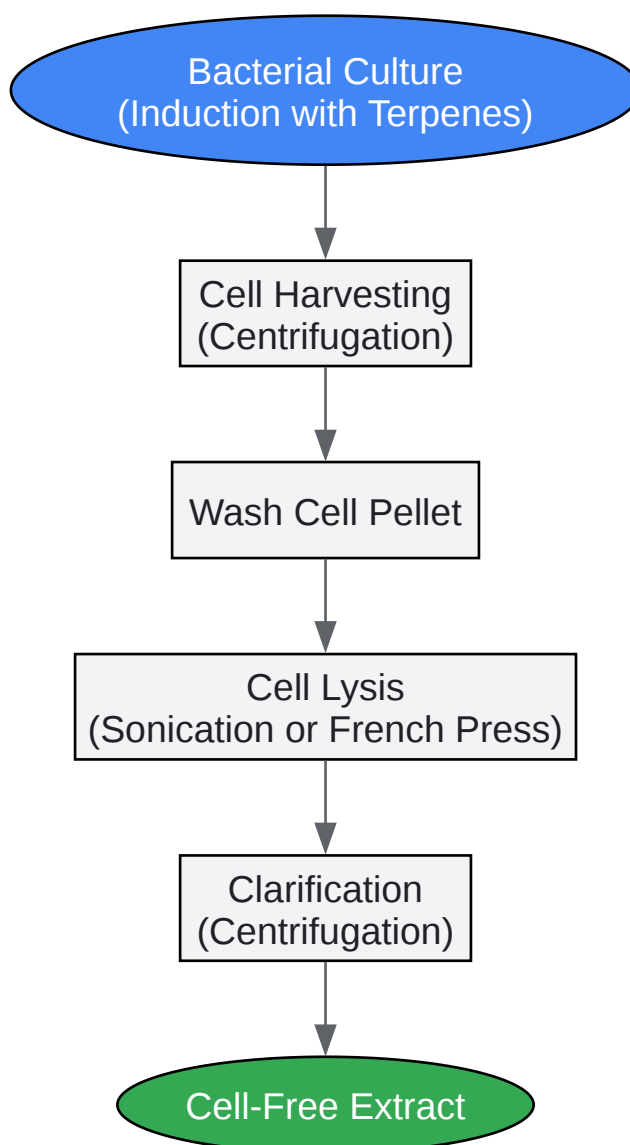 Bacterial Culture
(Induction with Terpenes)
Cell Harvesting
(Centrifugation)
Wash Cell Pellet
Cell Lysis
(Sonication or French Press)
Clarification
(Centrifugation)
Cell-Free Extract